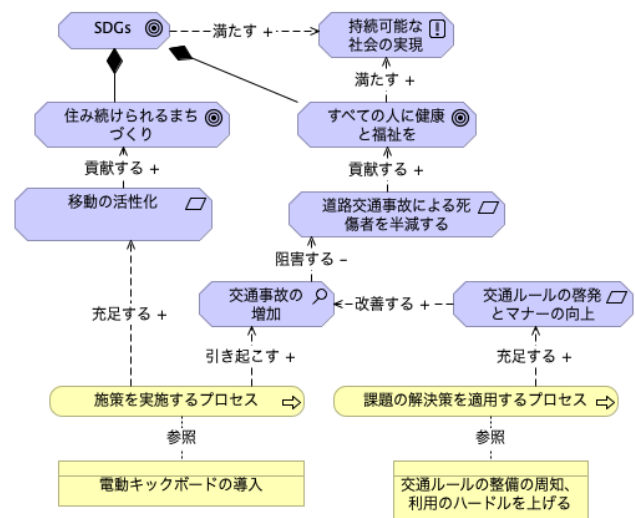 SDGs
満たす +
持続可能な
社会の実現
満たす +
住み続けられるまち
づくり
すべての人に健康
と福祉を
貢献する +
貢献する +
移動の活性化
道路交通事故による死
傷者を半減する
阻害する −
交通事故の
増加
改善する +
交通ルールの啓発
とマナーの向上
充足する +
引き起こす +
充足する +
施策を実施するプロセス
課題の解決策を適用するプロセス
参照
参照
電動キックボードの導入
交通ルールの整備の周知、
利用のハードルを上げる